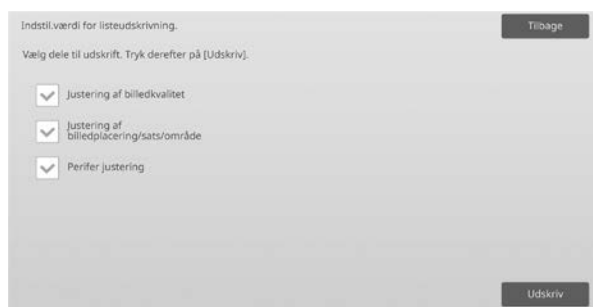 Indstil.værdi for listeudskrivning.
Tilbage
Vælg dele til udskrift. Tryk derefter på [Udskriv].
Justering af billedkvalitet
Justering af
billedplacering/sats/område
Perifer justering
Udskriv